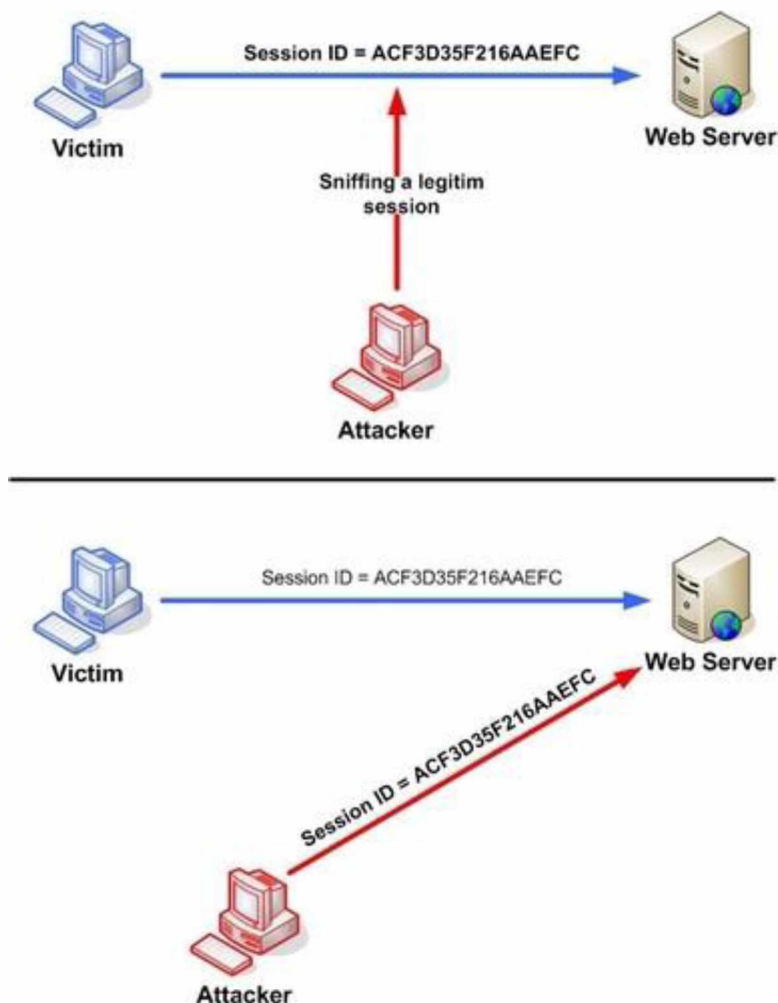 Session ID = ACF3D35F216AAEFC
Victim
Web Server
Sniffing a legitim
session
Attacker
Session ID = ACF3D35F216AAEFC
Victim
Web Server
Session ID = ACF3D35F216AAEFC
Attacker